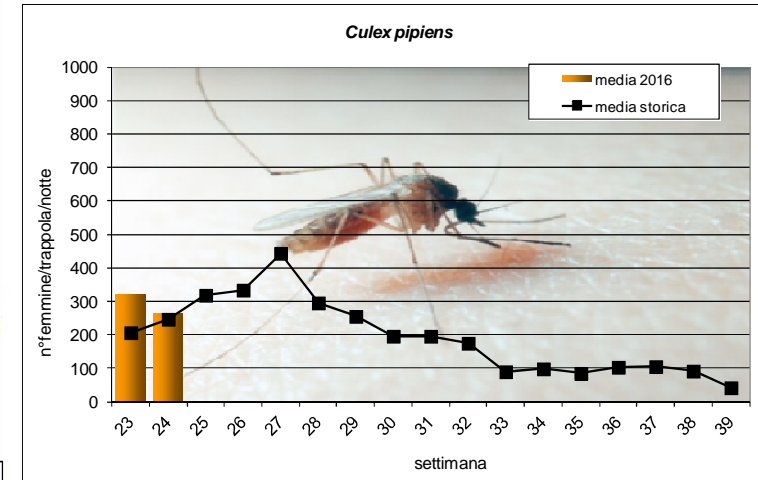 Culex pipiens
media 2016
media storica
n°femmine/trappola/notte
1000
900
800
700
600
500
400
300
200
100
0
23 24 25 26 27 28 29 30 31 32 33 34 35 36 37 38 39
settimana